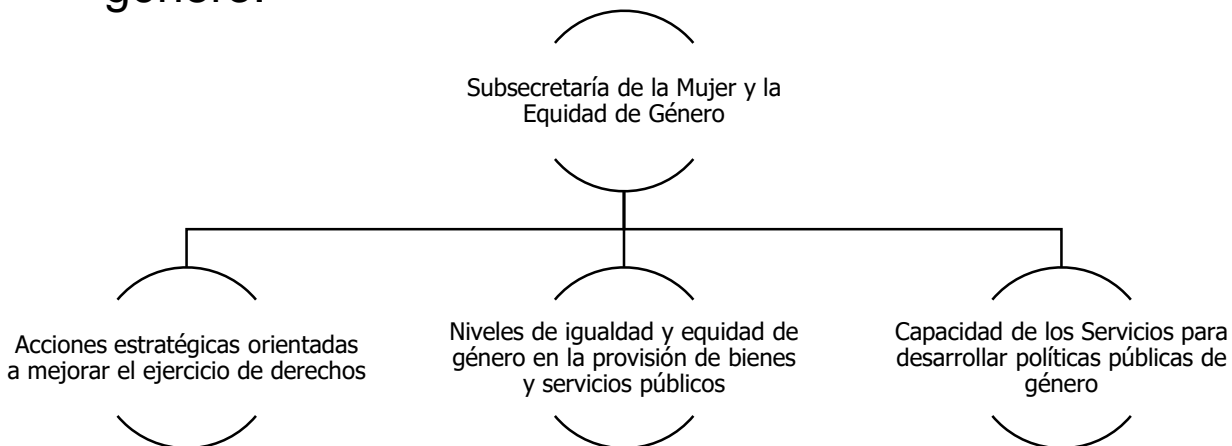 género.
Subsecretaría de la Mujer y la
Equidad de Género
Acciones estratégicas orientadas
a mejorar el ejercicio de derechos
Niveles de igualdad y equidad de
género en la provisión de bienes
y servicios públicos
Capacidad de los Servicios para
desarrollar políticas públicas de
género